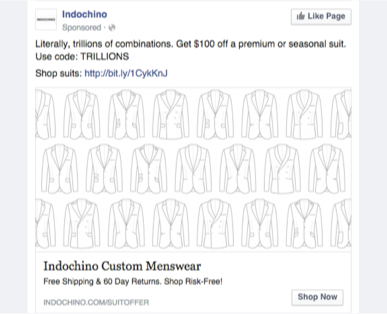 Indochino
Like Page
Sponsored ·
Literally, trillions of combinations. Get $100 off a premium or seasonal suit.
Use code: TRILLIONS
Shop suits: http://bit.ly/1CykKnJ
Indochino Custom Menswear
Free Shipping & 60 Day Returns. Shop Risk-Free!
INDOCHINO.COM/SUITOFFER
Shop Now